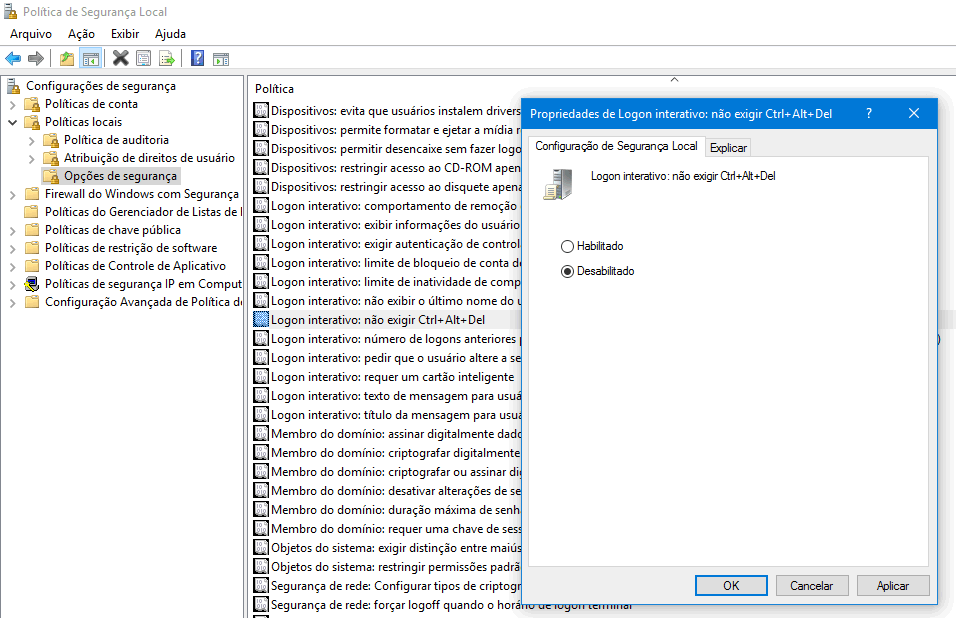 Política de Segurança Local
Arquivo Ação Exibir Ajuda
Configurações de segurança
Políticas de conta
Políticas locais
Política de auditoria
Atribuição de direitos de usuário
Opções de segurança
Firewall do Windows com Segurança
Políticas do Gerenciador de Listas de
Políticas de chave pública
Políticas de restrição de software
Políticas de Controle de Aplicativo
Políticas de segurança IP em Comput
Configuração Avançada de Política d
Política
Dispositivos: evita que usuários instalem drivers
Dispositivos: permite formatar e ejetar a mídia r
Dispositivos: permitir desencaixe sem fazer logo
Dispositivos: restringir acesso ao CD-ROM apen
Dispositivos: restringir acesso ao disquete apena
Logon interativo: comportamento de remoção
Logon interativo: exibir informações do usuário
Logon interativo: exigir autenticação de control
Logon interativo: limite de bloqueio de conta d
Logon interativo: limite de inatividade de comp
Logon interativo: não exibir o último nome do u
Logon interativo: não exigir Ctrl+Alt+Del
Logon interativo: número de logons anteriores
Logon interativo: pedir que o usuário altere a se
Logon interativo: requer um cartão inteligente
Logon interativo: texto de mensagem para usuá
Logon interativo: título da mensagem para usua
Membro do domínio: assinar digitalmente dado
Membro do domínio: criptografar digitalmente
Membro do domínio: criptografar ou assinar di
Membro do domínio: desativar alterações de se
Membro do domínio: duração máxima de senh
Membro do domínio: requer uma chave de sess
Objetos do sistema: exigir distinção entre maiús
Objetos do sistema: restringir permissões padrã
Segurança de rede: Configurar tipos de criptogr
Segurança de rede: forçar logoff quando o horário de logon terminar
Propriedades de Logon interativo: não exigir Ctrl+Alt+Del ?
Configuração de Segurança Local Explicar
Logon interativo: não exigir Ctrl+Alt+Del
Habilitado
Desabilitado
OK Cancelar Aplicar